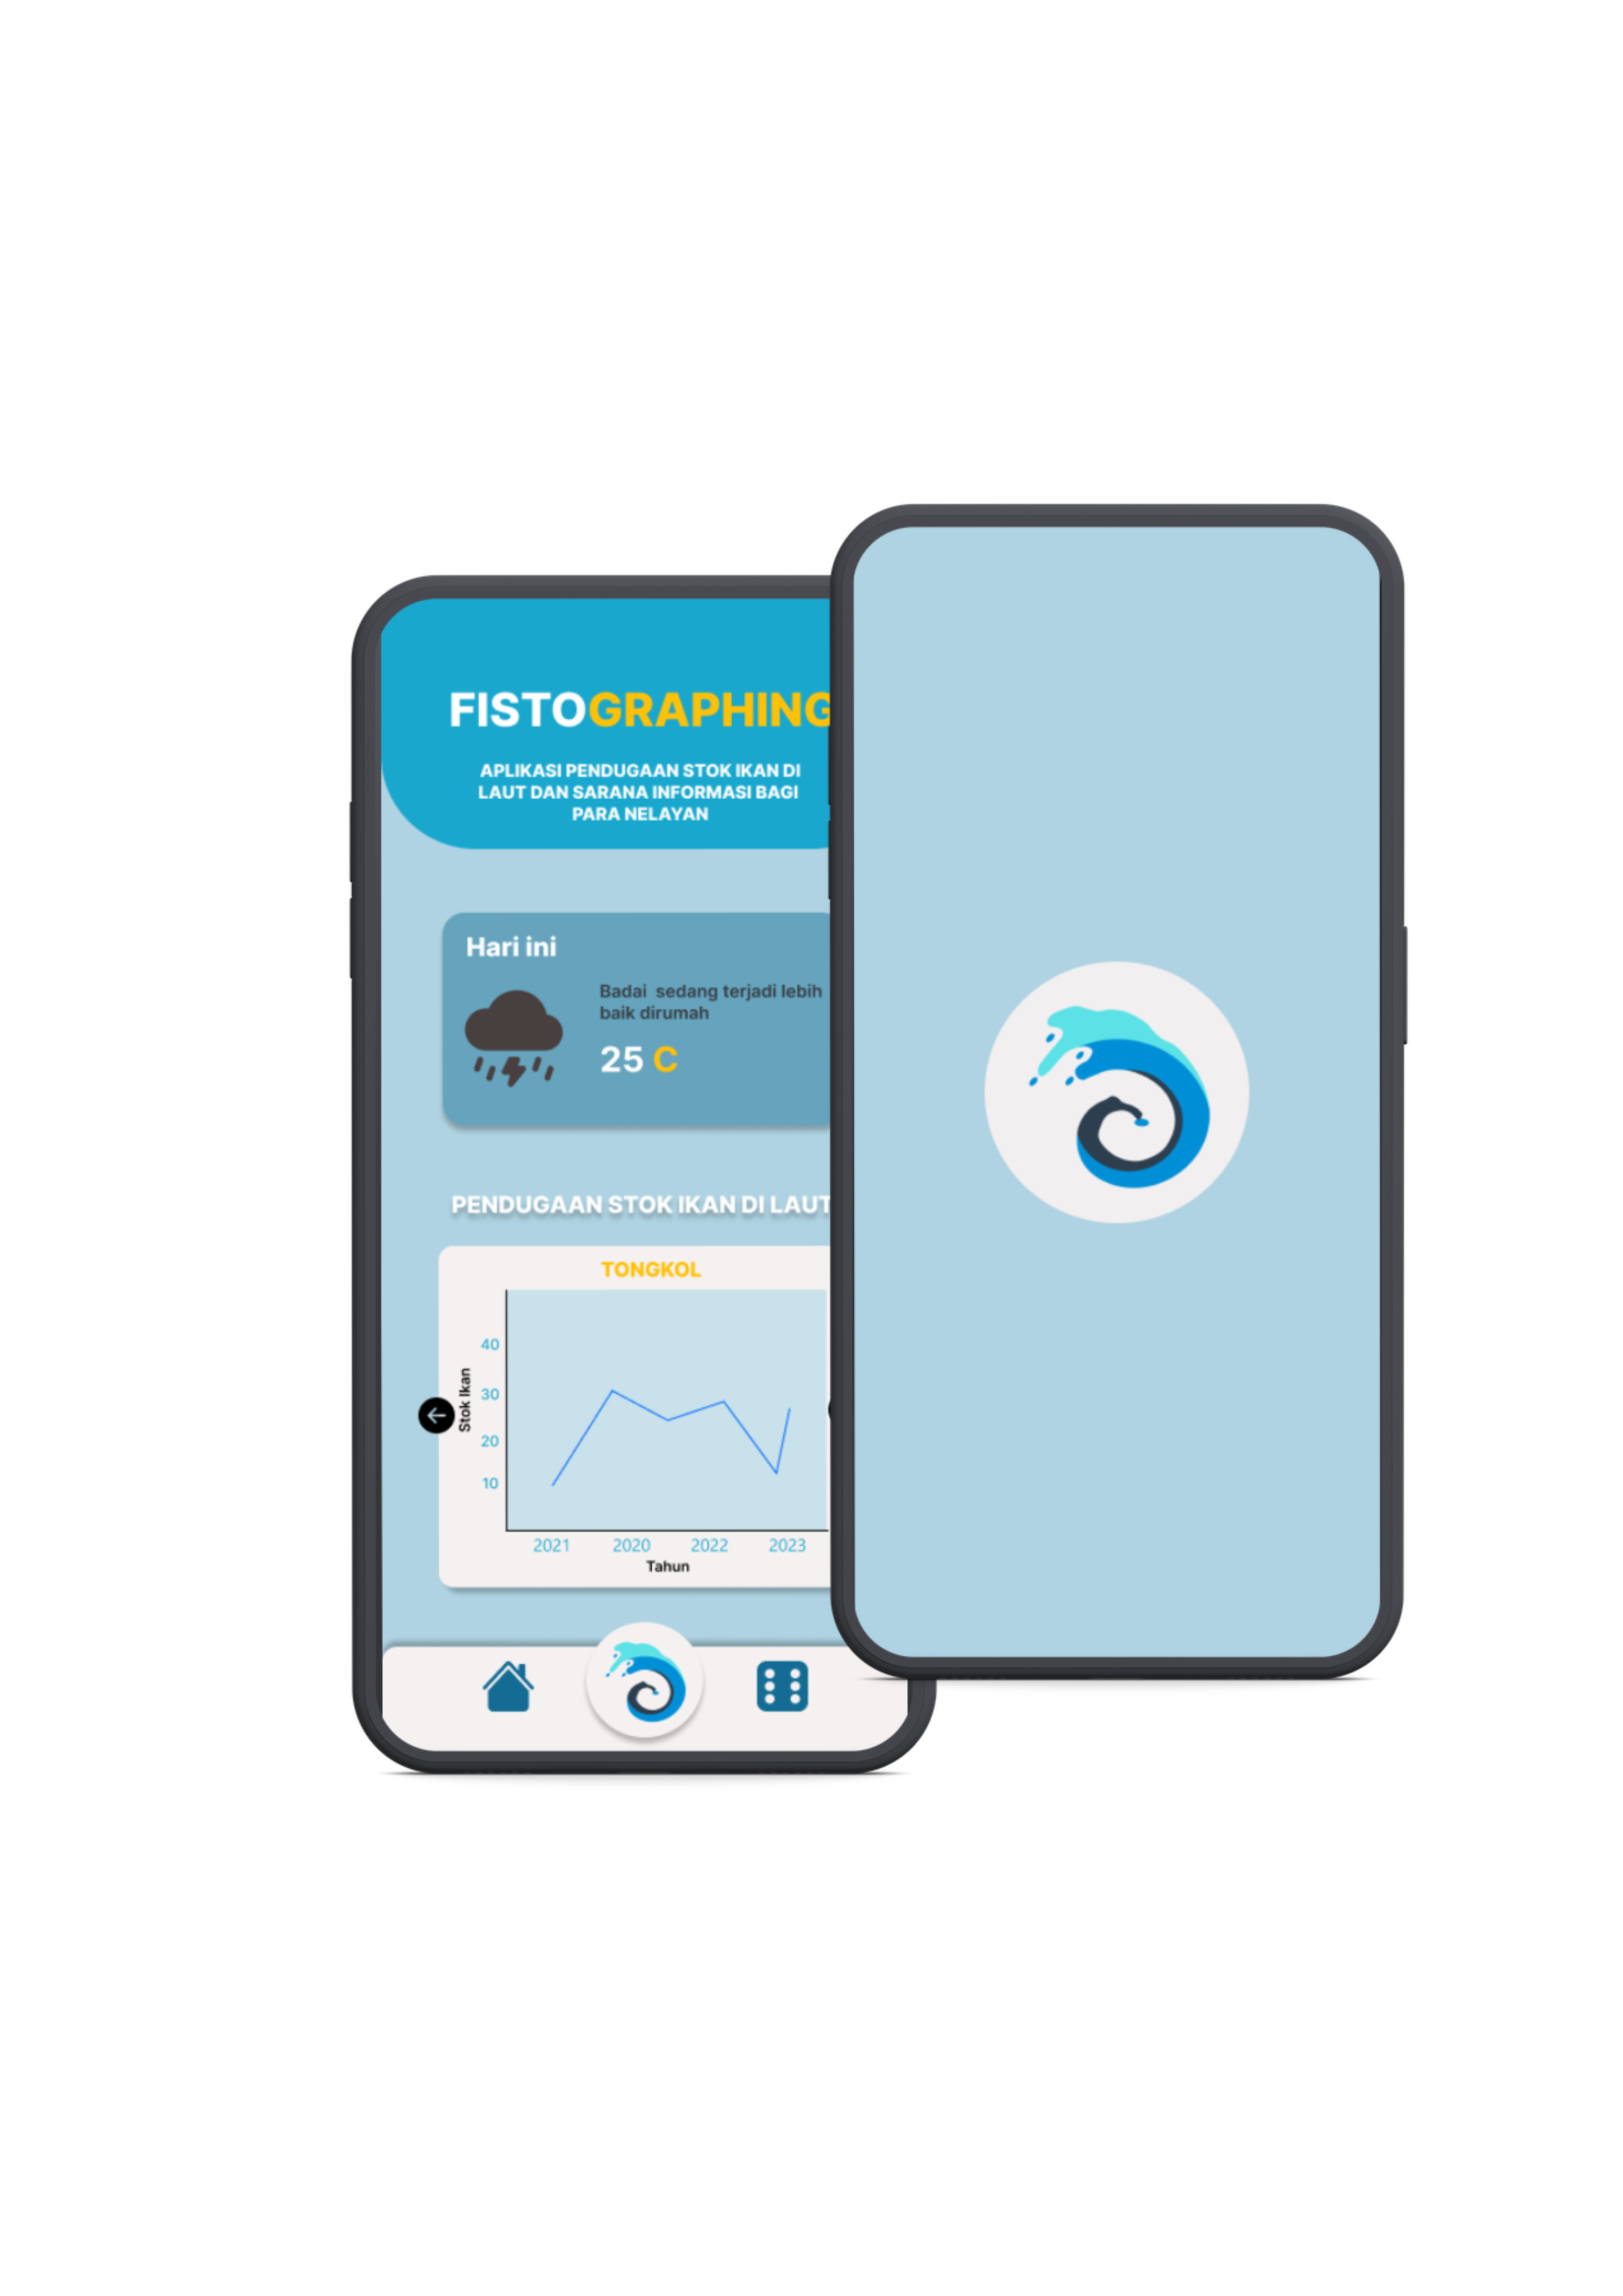 FISTOGRAPHING
APLIKASI PENDUGAAN STOK IKAN DI
LAUT DAN SARANA INFORMASI BAGI
PARA NELAYAN
Hari ini
Badai sedang terjadi lebih
baik dirumah
25 C
PENDUGAAN STOK IKAN DI LAUT
TONGKOL
Stok Ikan
40
30
20
10
2021 2020 2022 2023
Tahun